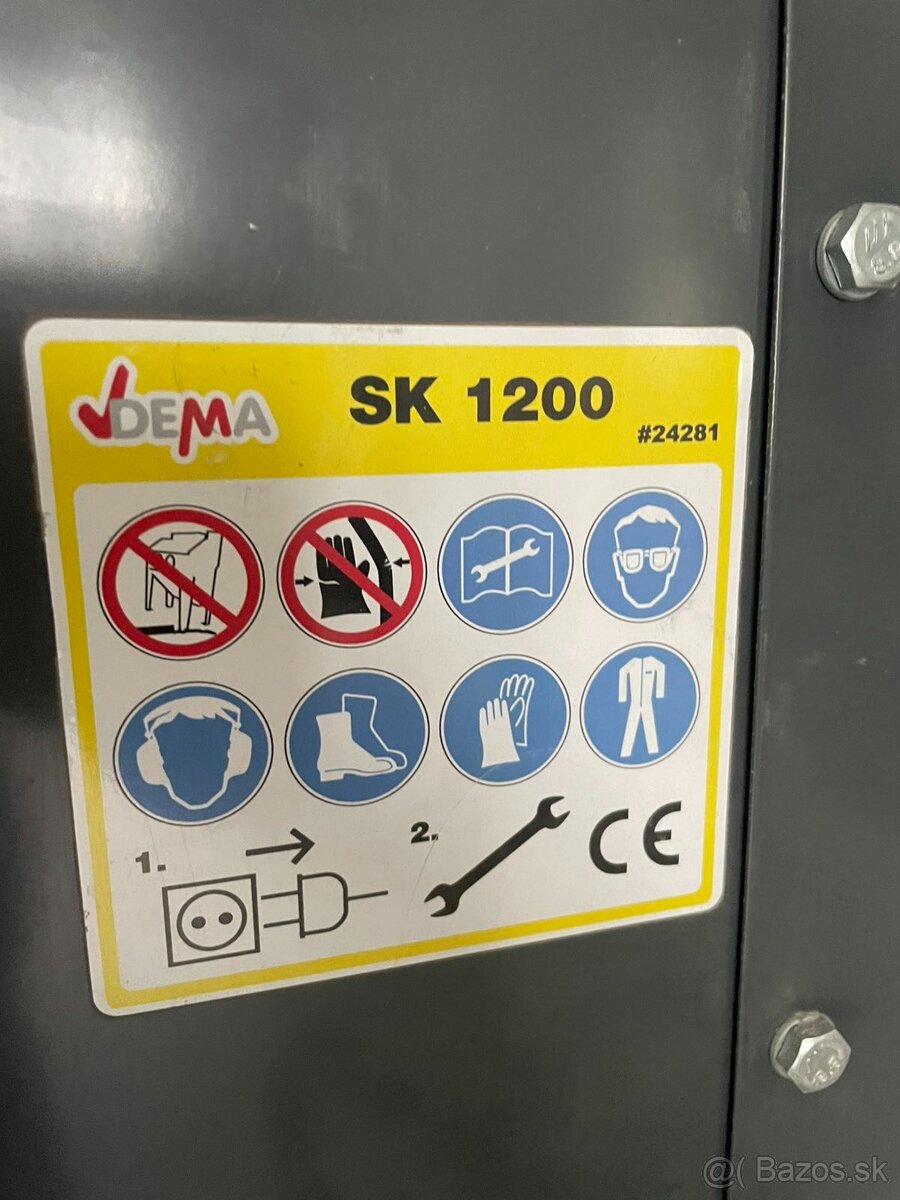 DEMA
SK 1200
#24281
1.
2.
CE
@( Bazos.sk